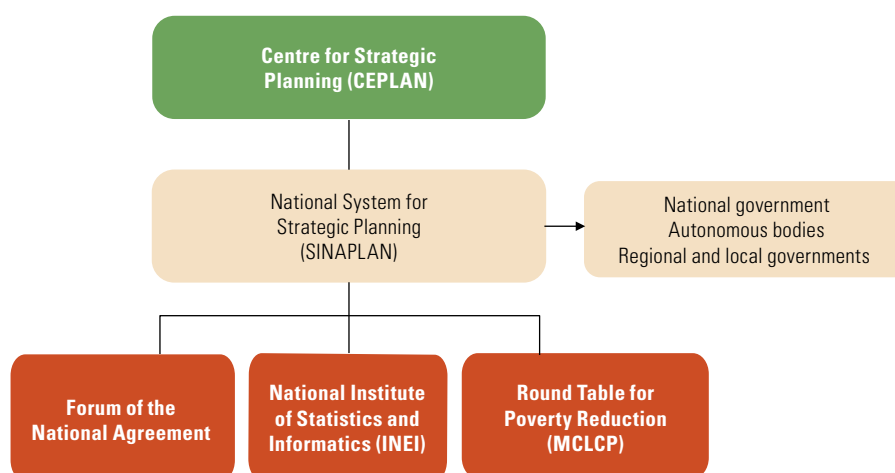 Centre for Strategic
Planning (CEPLAN)
National System for
Strategic Planning
(SINAPLAN)
National government
Autonomous bodies
Regional and local governments
Forum of the
National Agreement
National Institute
of Statistics and
Informatics (INEI)
Round Table for
Poverty Reduction
(MCLCP)